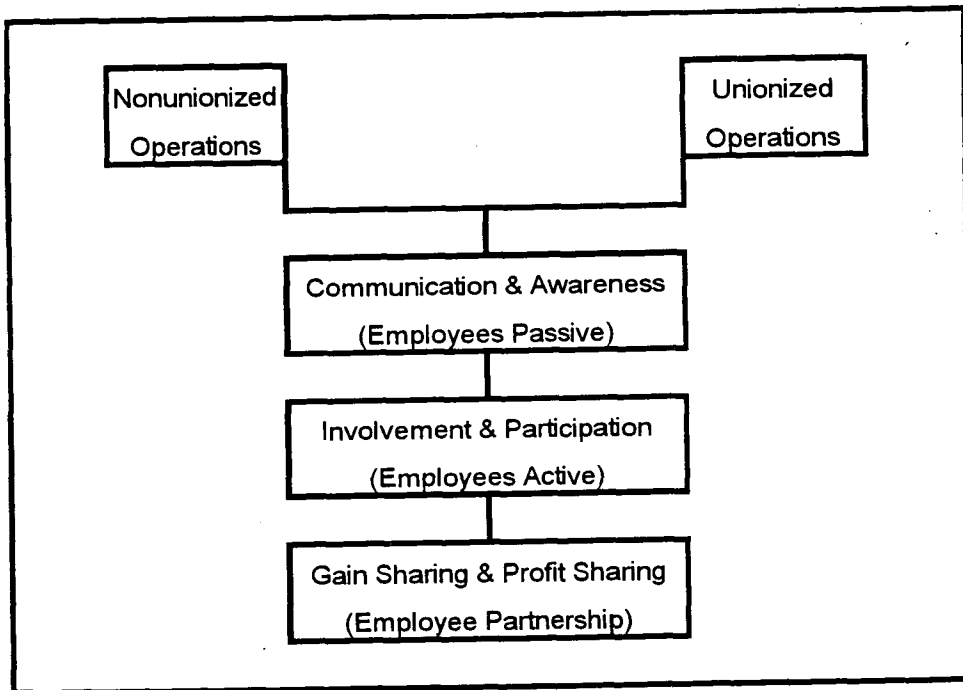 Nonunionized
Operations
Unionized
Operations
Communication & Awareness
(Employees Passive)
Involvement & Participation
(Employees Active)
Gain Sharing & Profit Sharing
(Employee Partnership)